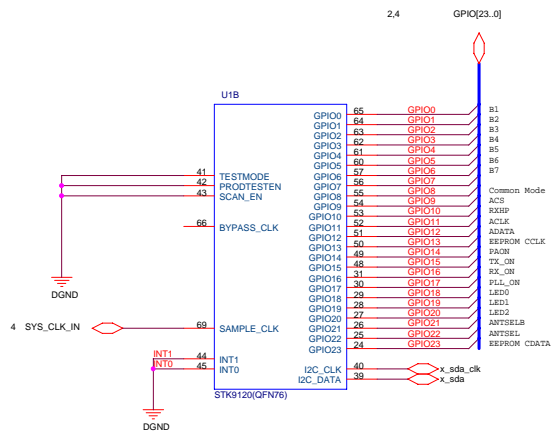 2,4 GPIO[23..0]
U1B
GPIO0 65 GPIO0 B1
GPIO1 64 GPIO1 B2
GPIO2 63 GPIO2 B3
GPIO3 62 GPIO3 B4
GPIO4 61 GPIO4 B5
GPIO5 60 GPIO5 B6
41 TESTMODE GPIO6 57 GPIO6 B7
42 PRODTESTEN GPIO7 56 GPIO7
43 SCAN_EN GPIO8 55 GPIO8 Common Mode
GPIO9 54 GPIO9 ACS
GPIO10 53 GPIO10 RXHP
66 BYPASS_CLK GPIO11 52 GPIO11 ACLK
GPIO12 51 GPIO12 ADATA
GPIO13 50 GPIO13 EEPROM CCLK
GPIO14 49 GPIO14 PAON
GPIO15 48 GPIO15 TX_ON
GPIO16 31 GPIO16 RX_ON
GPIO17 30 GPIO17 PLL_ON
DGND GPIO18 29 GPIO18 LED0
GPIO19 28 GPIO19 LED1
GPIO20 27 GPIO20 LED2
4 SYS_CLK_IN 69 SAMPLE_CLK GPIO21 26 GPIO21 ANTSELB
GPIO22 25 GPIO22 ANTSEL
GPIO23 24 GPIO23 EEPROM CDATA
INT1 44 INT1
INT0 45 INT0 I2C_CLK 40 x_sda_clk
I2C_DATA 39 x_sda
STK9120(QFN76)
DGND